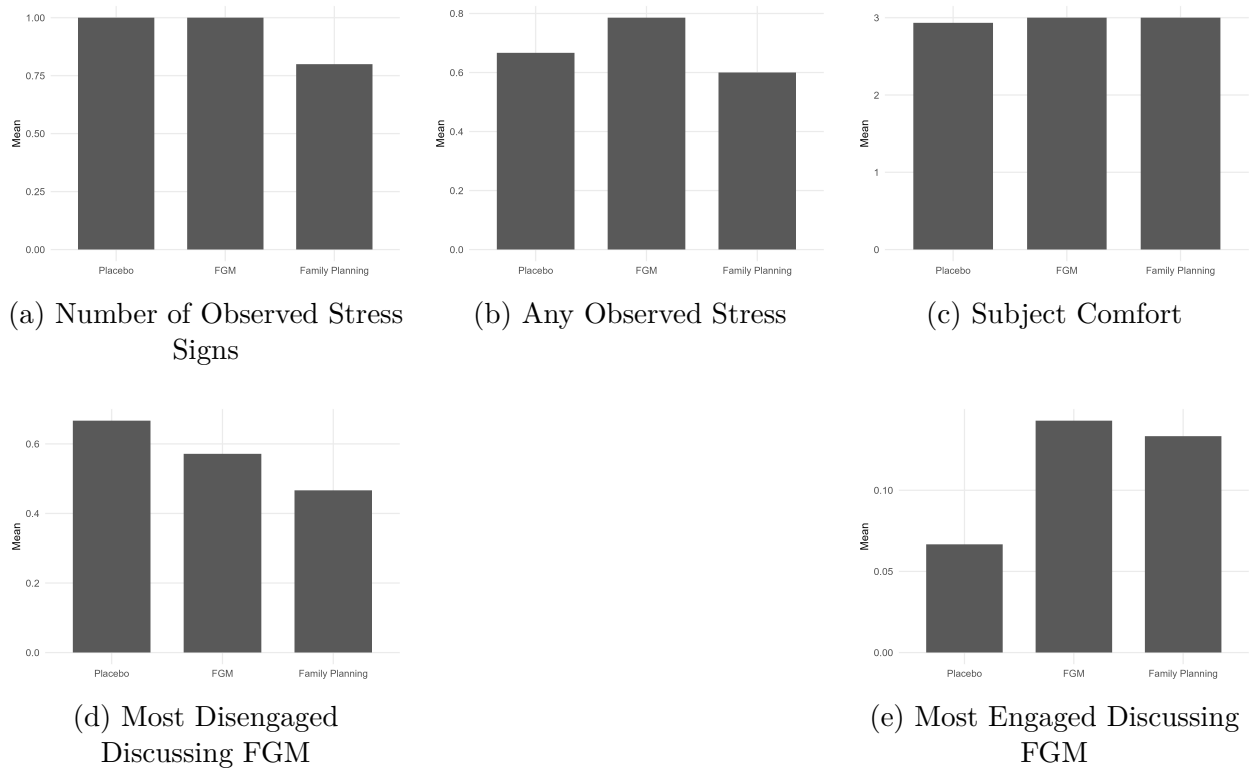 1.00
0.75
0.50
0.25
0.00
Mean
Placebo FGM Family Planning
(a) Number of Observed Stress
Signs
0.8
0.6
0.4
0.2
0.0
Mean
Placebo FGM Family Planning
(b) Any Observed Stress
3
2
1
0
Mean
Placebo FGM Family Planning
(c) Subject Comfort
0.6
0.4
0.2
0.0
Mean
Placebo FGM Family Planning
(d) Most Disengaged
Discussing FGM
0.10
0.05
0.00
Mean
Placebo FGM Family Planning
(e) Most Engaged Discussing
FGM